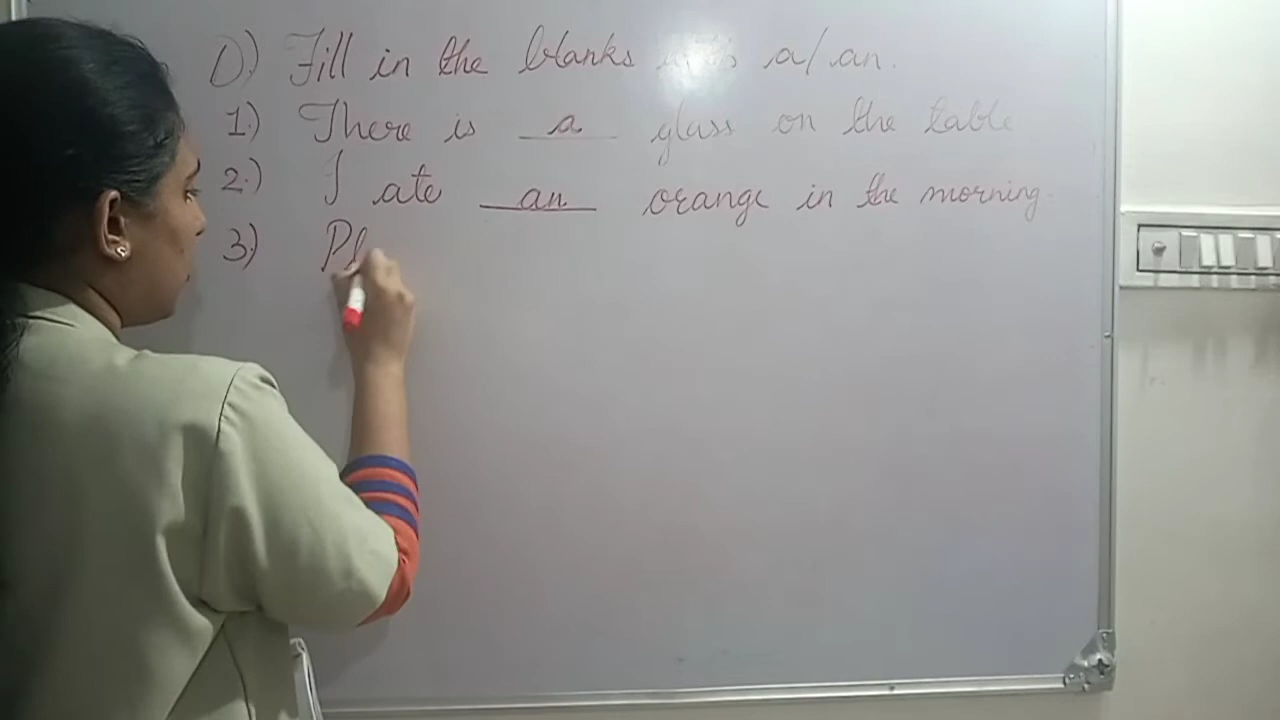 D.) Fill in the blanks with a/an.
1.) There is a glass on the table
2.) I ate an orange in the morning.
3.) Pl